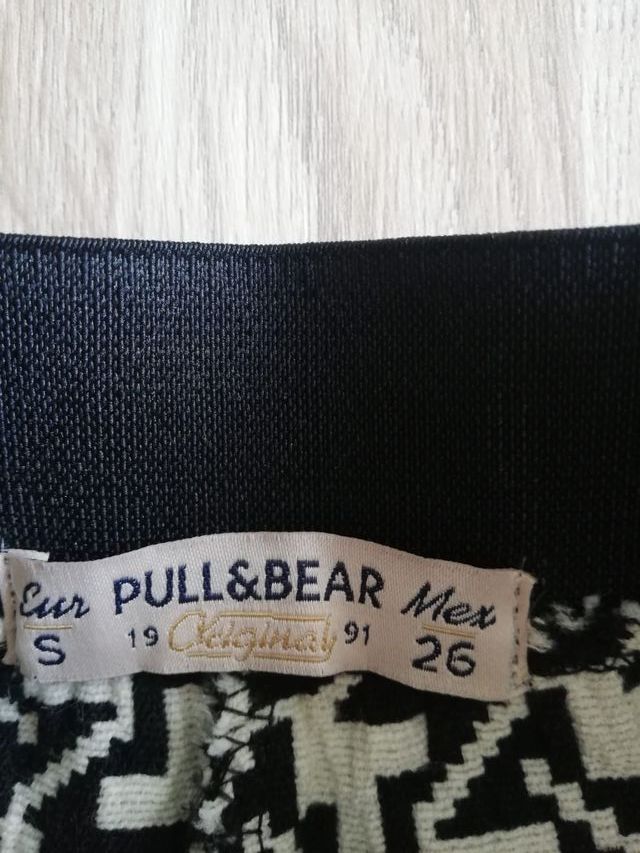 Eur PULL&BEAR Mex
S 19 Original 91 26